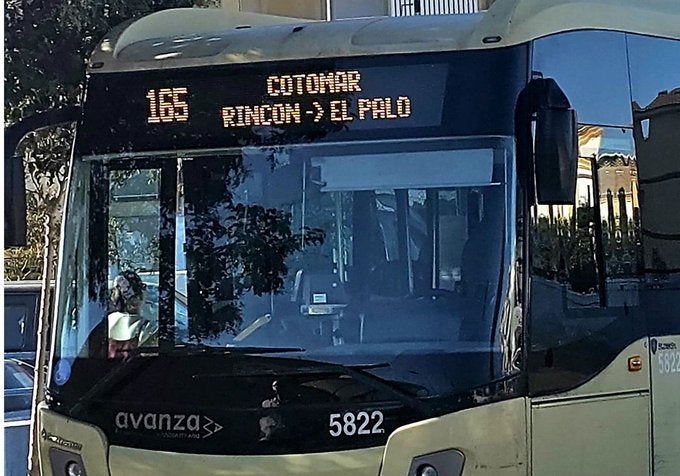 165
COTOMAR
RINCON -> EL PALO
avanza
5822
5822